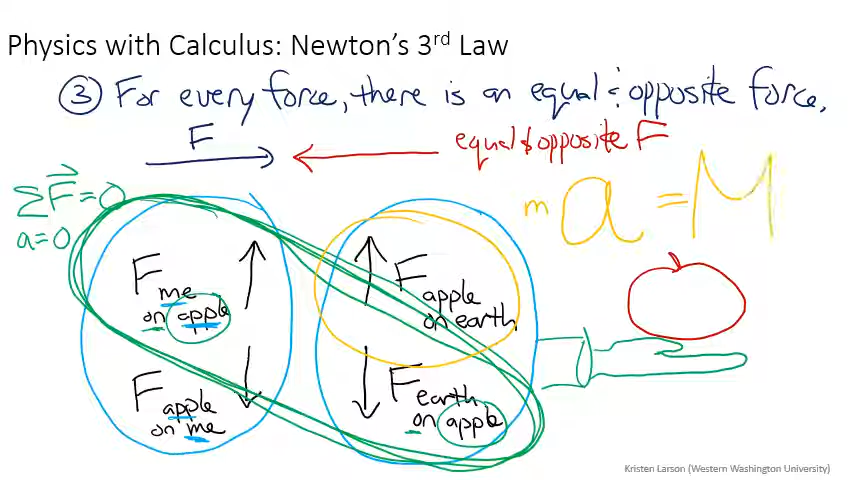 Physics with Calculus: Newton's 3rd Law
③ For every force, there is an equal & opposite force.
F
equal & opposite F
ΣF⃗ = 0
a = 0
m a = M
F me on apple
F apple on earth
F apple on me
F earth on apple
Kristen Larson (Western Washington University)